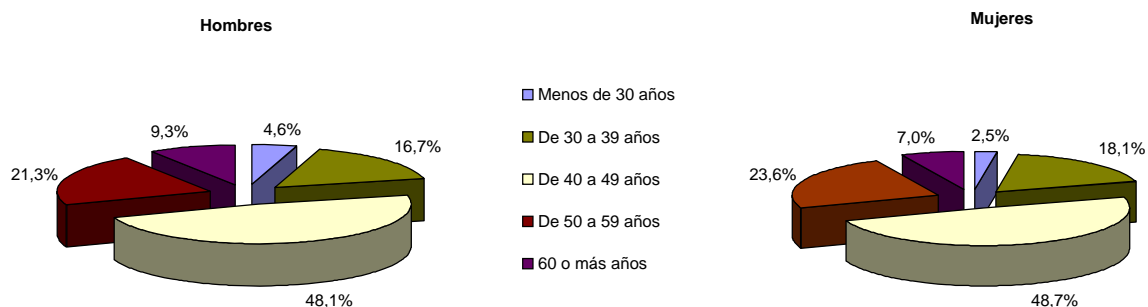 Hombres
4,6%
16,7%
48,1%
21,3%
9,3%
Menos de 30 años
De 30 a 39 años
De 40 a 49 años
De 50 a 59 años
60 o más años
Mujeres
2,5%
18,1%
48,7%
23,6%
7,0%